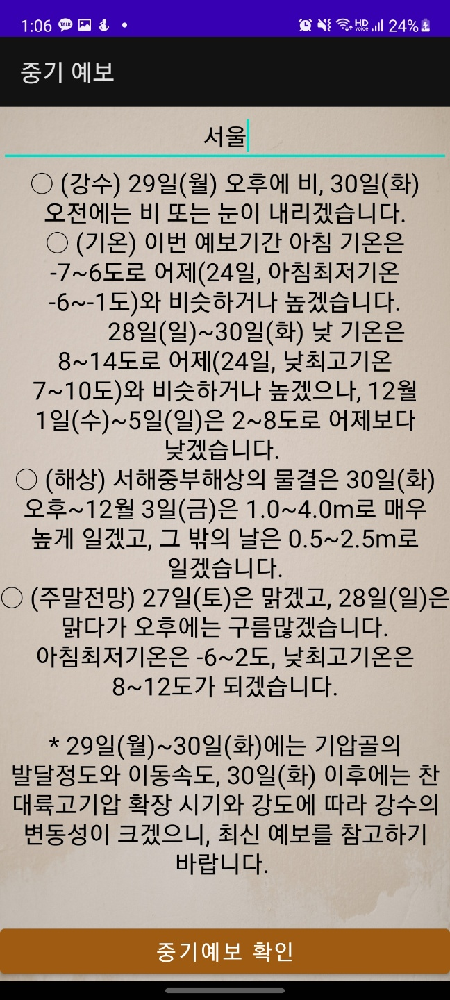 1:06 TALK HD voice 24%
중기 예보
서울
○ (강수) 29일(월) 오후에 비, 30일(화)
오전에는 비 또는 눈이 내리겠습니다.
○ (기온) 이번 예보기간 아침 기온은
-7~6도로 어제(24일, 아침최저기온
-6~-1도)와 비슷하거나 높겠습니다.
28일(일)~30일(화) 낮 기온은
8~14도로 어제(24일, 낮최고기온
7~10도)와 비슷하거나 높겠으나, 12월
1일(수)~5일(일)은 2~8도로 어제보다
낮겠습니다.
○ (해상) 서해중부해상의 물결은 30일(화)
오후~12월 3일(금)은 1.0~4.0m로 매우
높게 일겠고, 그 밖의 날은 0.5~2.5m로
일겠습니다.
○ (주말전망) 27일(토)은 맑겠고, 28일(일)은
맑다가 오후에는 구름많겠습니다.
아침최저기온은 -6~2도, 낮최고기온은
8~12도가 되겠습니다.
* 29일(월)~30일(화)에는 기압골의
발달정도와 이동속도, 30일(화) 이후에는 찬
대륙고기압 확장 시기와 강도에 따라 강수의
변동성이 크겠으니, 최신 예보를 참고하기
바랍니다.
중기예보 확인